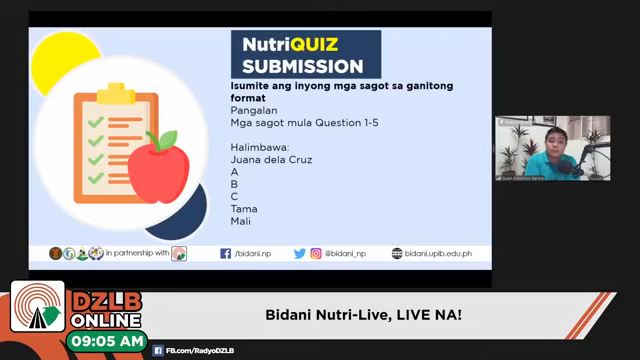 NutriQUIZ
SUBMISSION
Isumite ang inyong mga sagot sa ganitong
format
Pangalan
Mga sagot mula Question 1-5
Halimbawa:
Juana dela Cruz
A
B
C
Tama
Mali
in partnership with
/bidani.np
@bidani_np
bidani.uplb.edu.ph
DZLB
ONLINE
09:05 AM
Bidani Nutri-Live, LIVE NA!
FB.com/RadyoDZLB